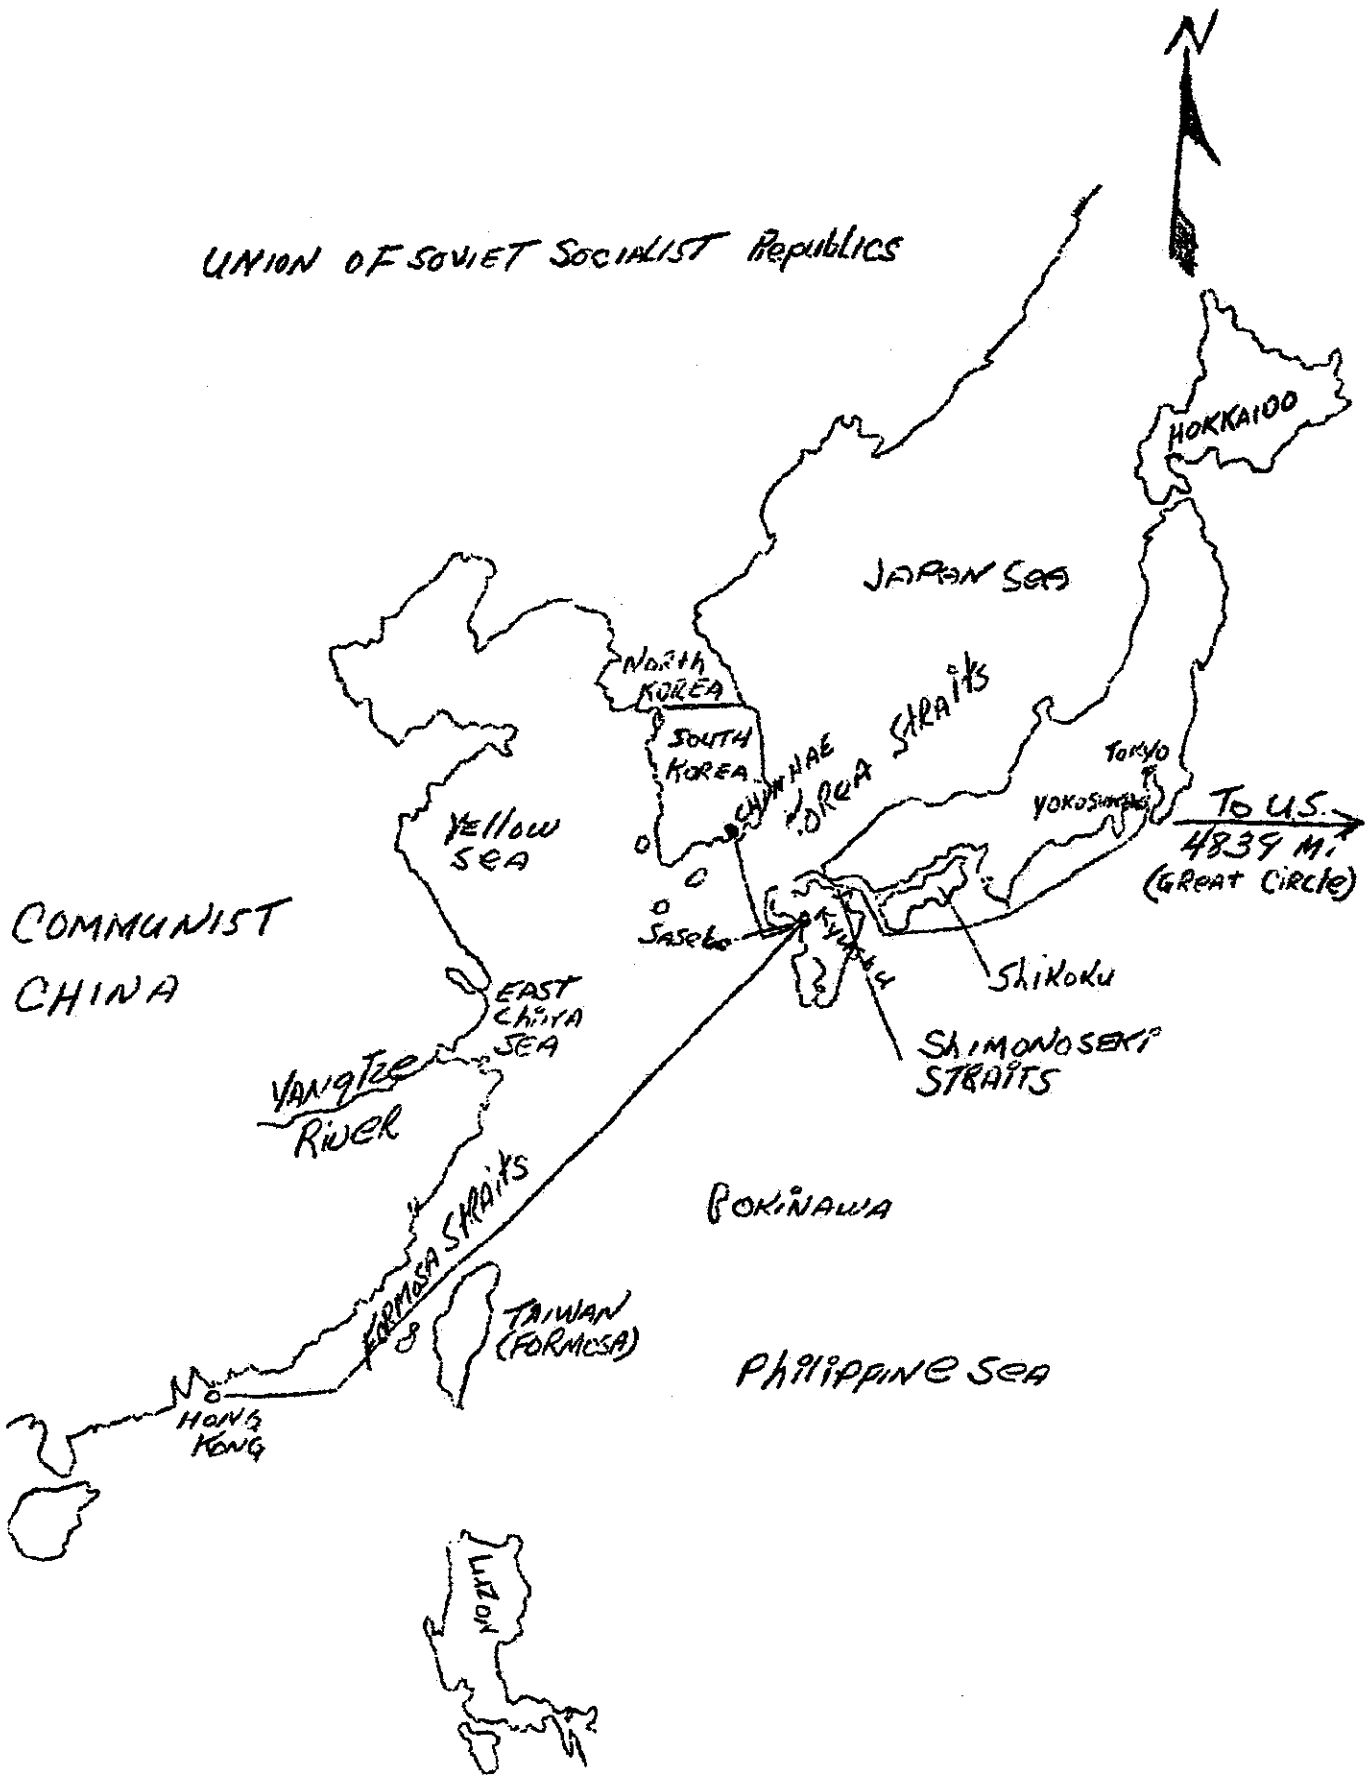 N
UNION OF SOVIET SOCIALIST Republics
HOKKAIDO
JAPAN SEA
NORTH
KOREA
SOUTH
KOREA
CHINHAE
KOREA STRAITS
TOKYO
YOKOSUKA
TO U.S.
4839 Mi
(GREAT CIRCLE)
YELLOW
SEA
COMMUNIST
CHINA
SASEBO
KYUSHU
SHIKOKU
EAST
CHINA
SEA
SHIMONOSEKI
STRAITS
YANGTZE
RIVER
FORMOSA STRAITS
OKINAWA
TAIWAN
(FORMOSA)
PHILIPPINE SEA
HONG
KONG
LUZON